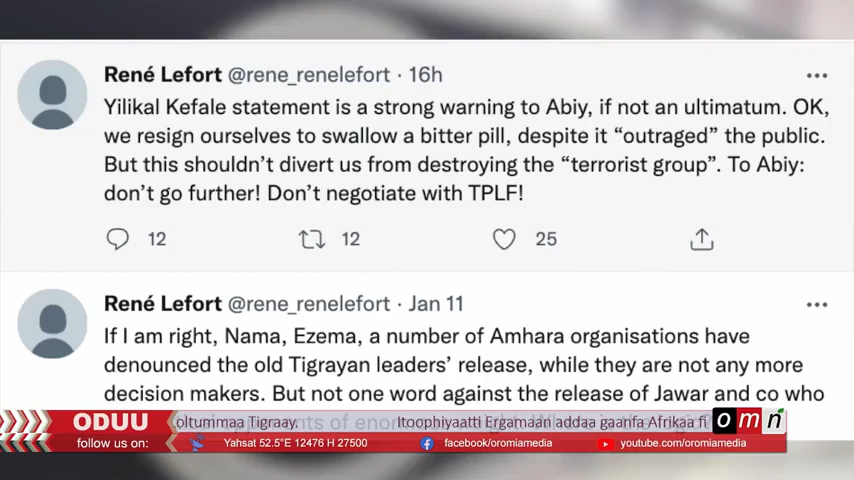 René Lefort @rene_renelefort · 16h
Yilikal Kefale statement is a strong warning to Abiy, if not an ultimatum. OK,
we resign ourselves to swallow a bitter pill, despite it “outraged” the public.
But this shouldn’t divert us from destroying the “terrorist group”. To Abiy:
don’t go further! Don’t negotiate with TPLF!
12 12 25
René Lefort @rene_renelefort · Jan 11
If I am right, Nama, Ezema, a number of Amhara organisations have
denounced the old Tigrayan leaders’ release, while they are not any more
decision makers. But not one word against the release of Jawar and co who
ODUU oltummaa Tigraay. Itoophiyaatti Ergamaan addaa gaanfa Afrikaa f omn
follow us on: Yahsat 52.5°E 12476 H 27500 facebook/oromiamedia youtube.com/oromiamedia